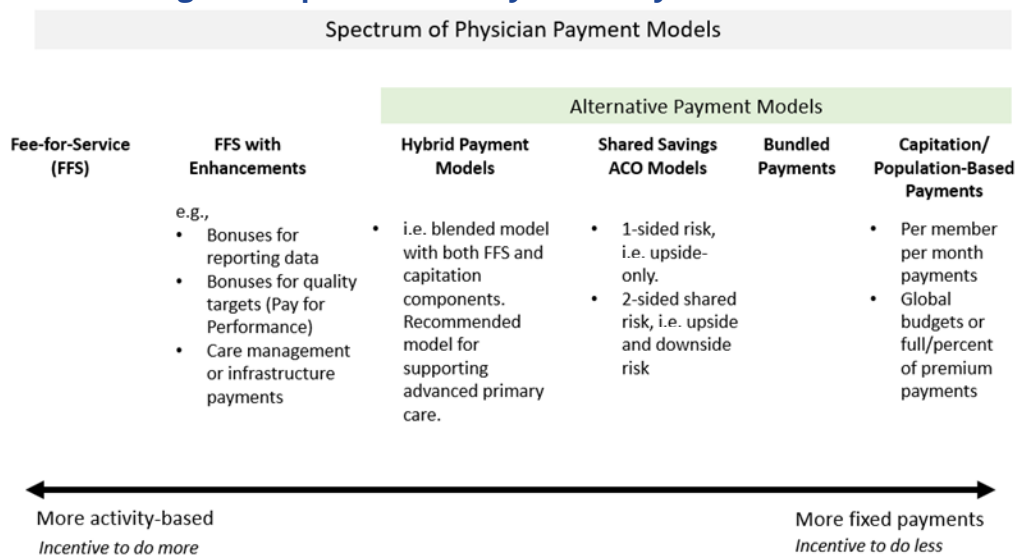 Spectrum of Physician Payment Models
Alternative Payment Models
Fee-for-Service
(FFS)
FFS with
Enhancements
e.g.,
• Bonuses for
reporting data
• Bonuses for quality
targets (Pay for
Performance)
• Care management
or infrastructure
payments
Hybrid Payment
Models
• i.e. blended model
with both FFS and
capitation
components.
Recommended
model for
supporting
advanced primary
care.
Shared Savings
ACO Models
• 1-sided risk,
i.e. upside-
only.
• 2-sided shared
risk, i.e. upside
and downside
risk
Bundled
Payments
Capitation/
Population-Based
Payments
• Per member
per month
payments
• Global
budgets or
full/percent
of premium
payments
More activity-based
Incentive to do more
More fixed payments
Incentive to do less